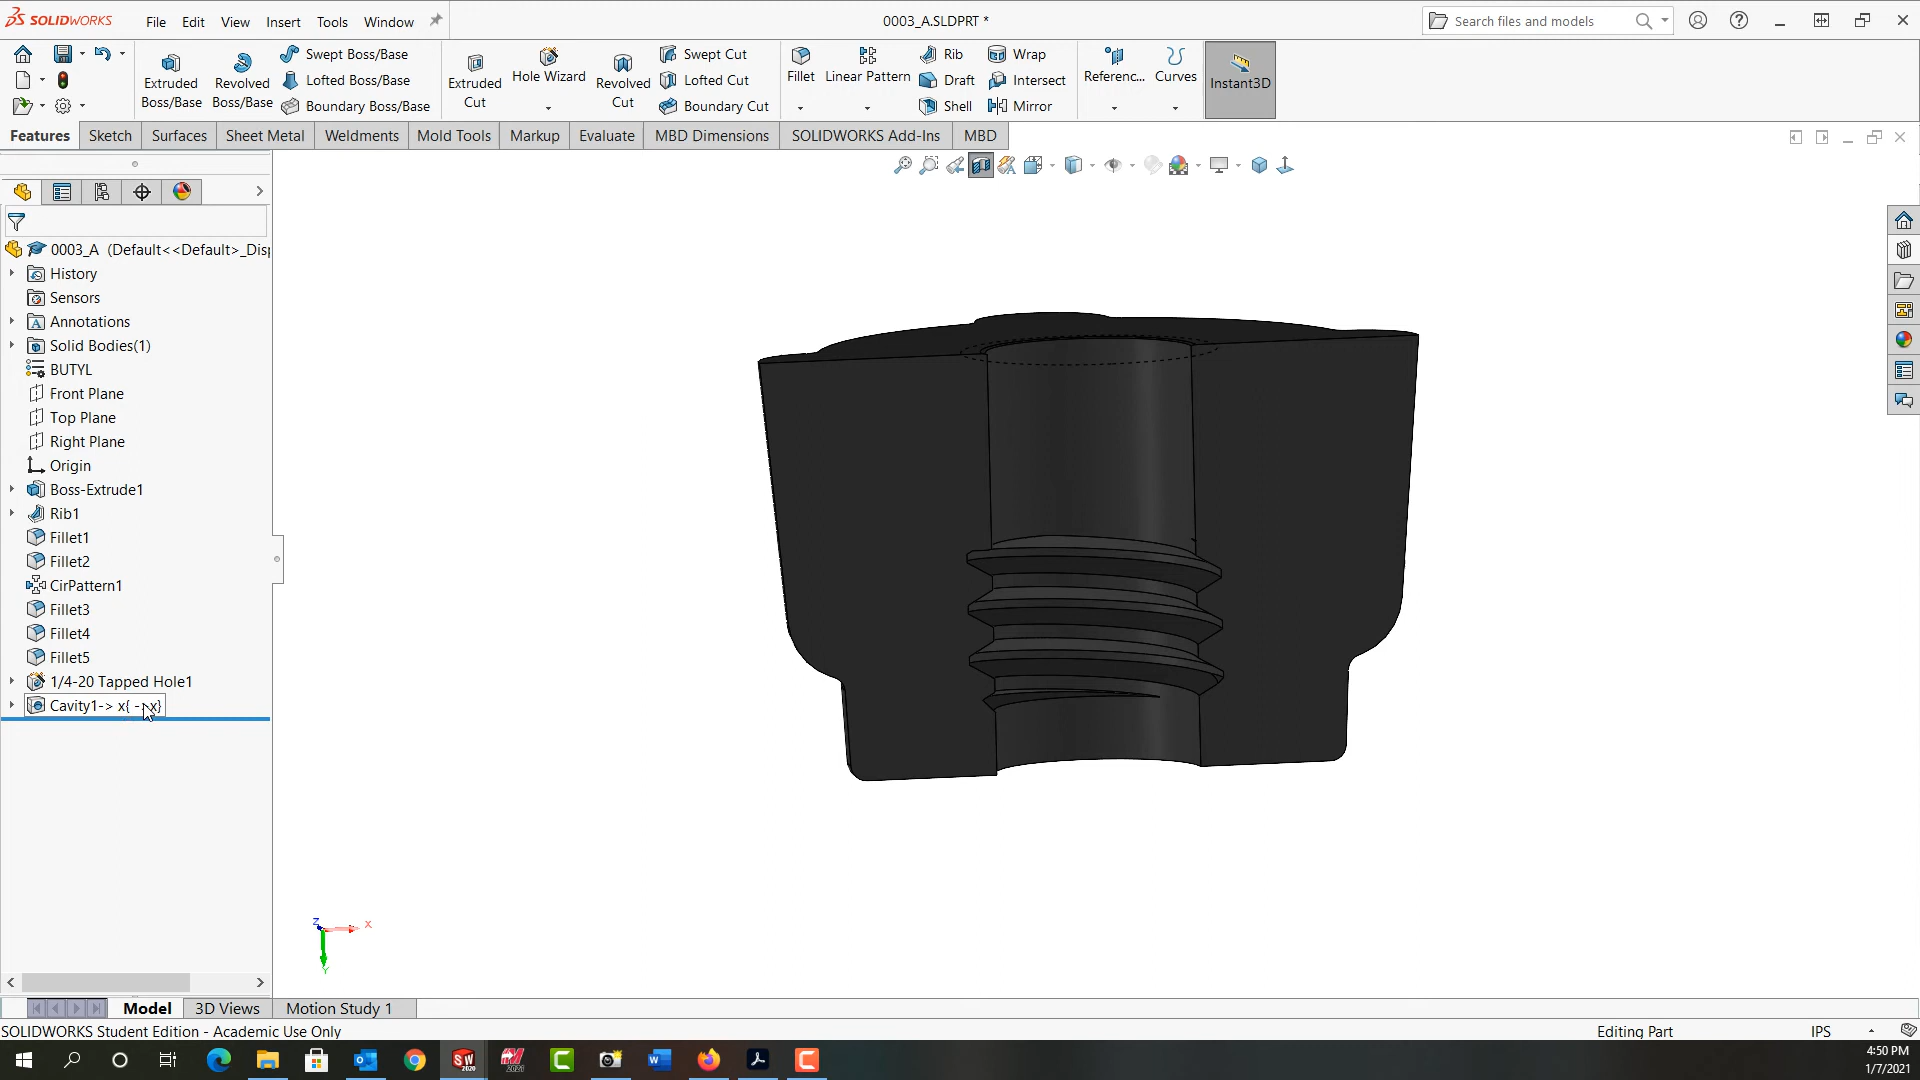 SOLIDWORKS File Edit View Insert Tools Window 0003_A.SLDPRT * Search files and models
Extruded Boss/Base
Revolved Boss/Base
Swept Boss/Base
Lofted Boss/Base
Boundary Boss/Base
Extruded Cut
Hole Wizard
Revolved Cut
Swept Cut
Lofted Cut
Boundary Cut
Fillet
Linear Pattern
Rib
Draft
Shell
Wrap
Intersect
Mirror
Referenc...
Curves
Instant3D
Features Sketch Surfaces Sheet Metal Weldments Mold Tools Markup Evaluate MBD Dimensions SOLIDWORKS Add-Ins MBD
0003_A (Default<<Default>_Disp
History
Sensors
Annotations
Solid Bodies(1)
BUTYL
Front Plane
Top Plane
Right Plane
Origin
Boss-Extrude1
Rib1
Fillet1
Fillet2
CirPattern1
Fillet3
Fillet4
Fillet5
1/4-20 Tapped Hole1
Cavity1-> x{ ->x}
Z
X
Y
Model 3D Views Motion Study 1
SOLIDWORKS Student Edition - Academic Use Only Editing Part IPS
4:50 PM
1/7/2021